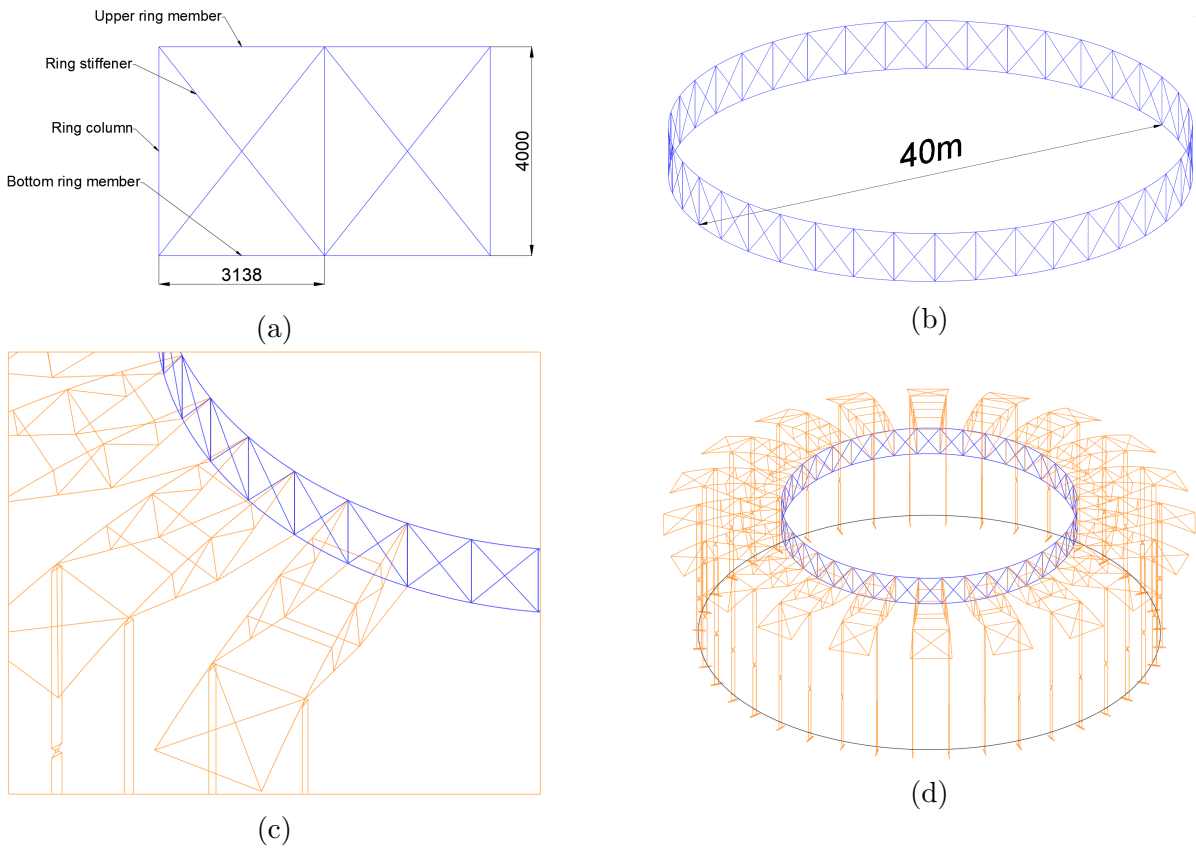 Upper ring member
Ring stiffener
Ring column
Bottom ring member
4000
3138
(a)
40m
(b)
(c)
(d)